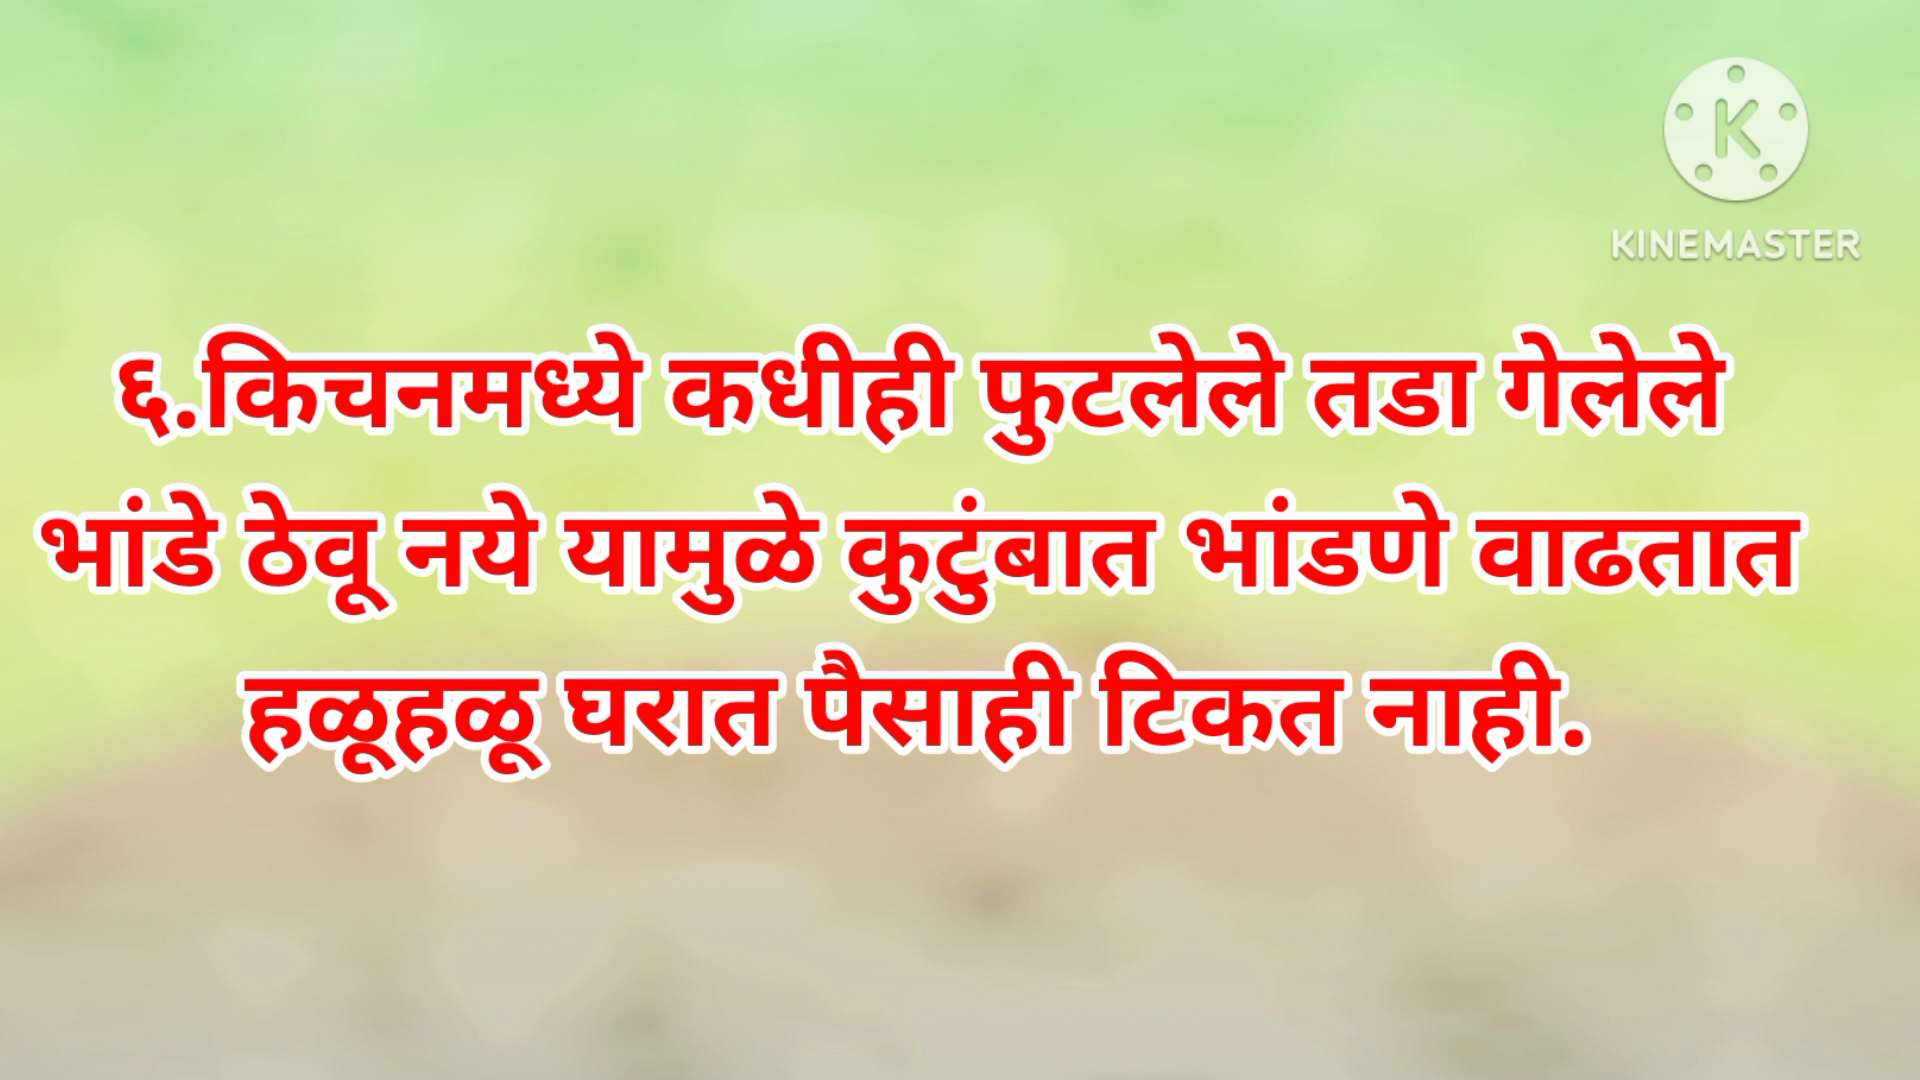 KINEMASTER
६.किचनमध्ये कधीही फुटलेले तडा गेलेले
भांडे ठेवू नये यामुळे कुटुंबात भांडणे वाढतात
हळूहळू घरात पैसाही टिकत नाही.